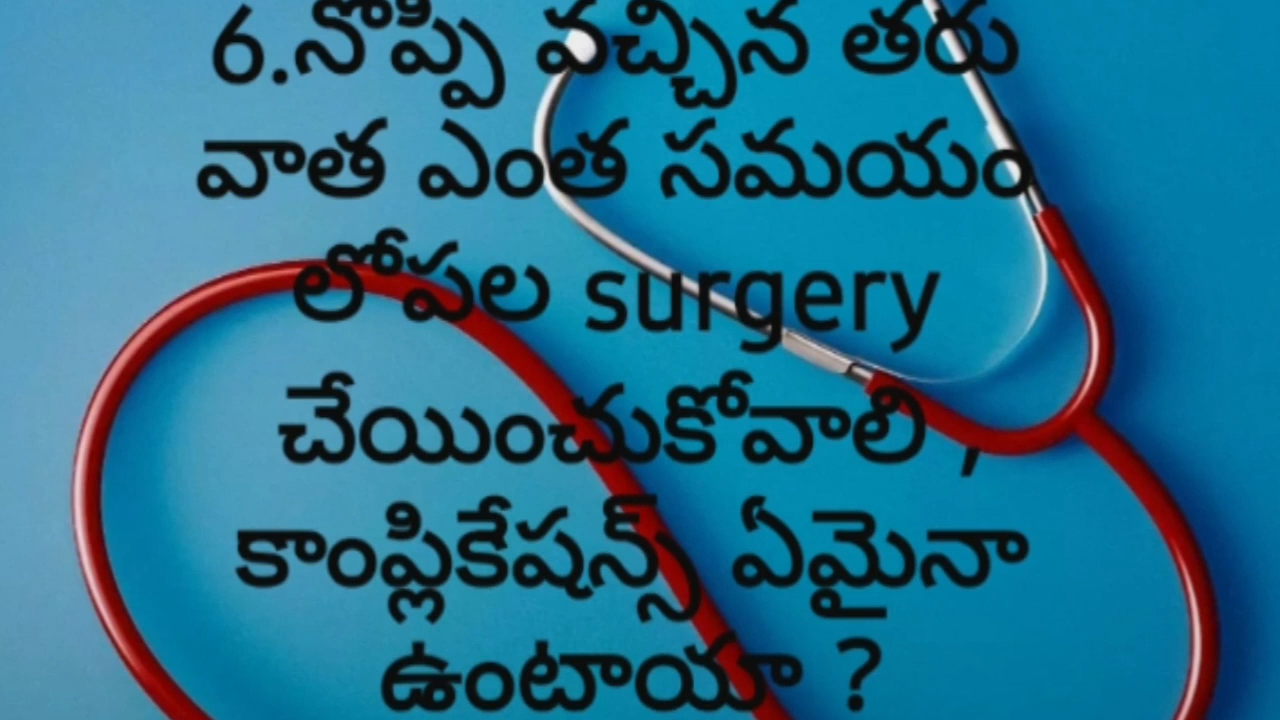 6.నొప్పి వచ్చిన తరు
వాత ఎంత సమయం
లోపల surgery
చేయించుకోవాలి ,
కాంప్లికేషన్స్ ఏమైనా
ఉంటాయా ?